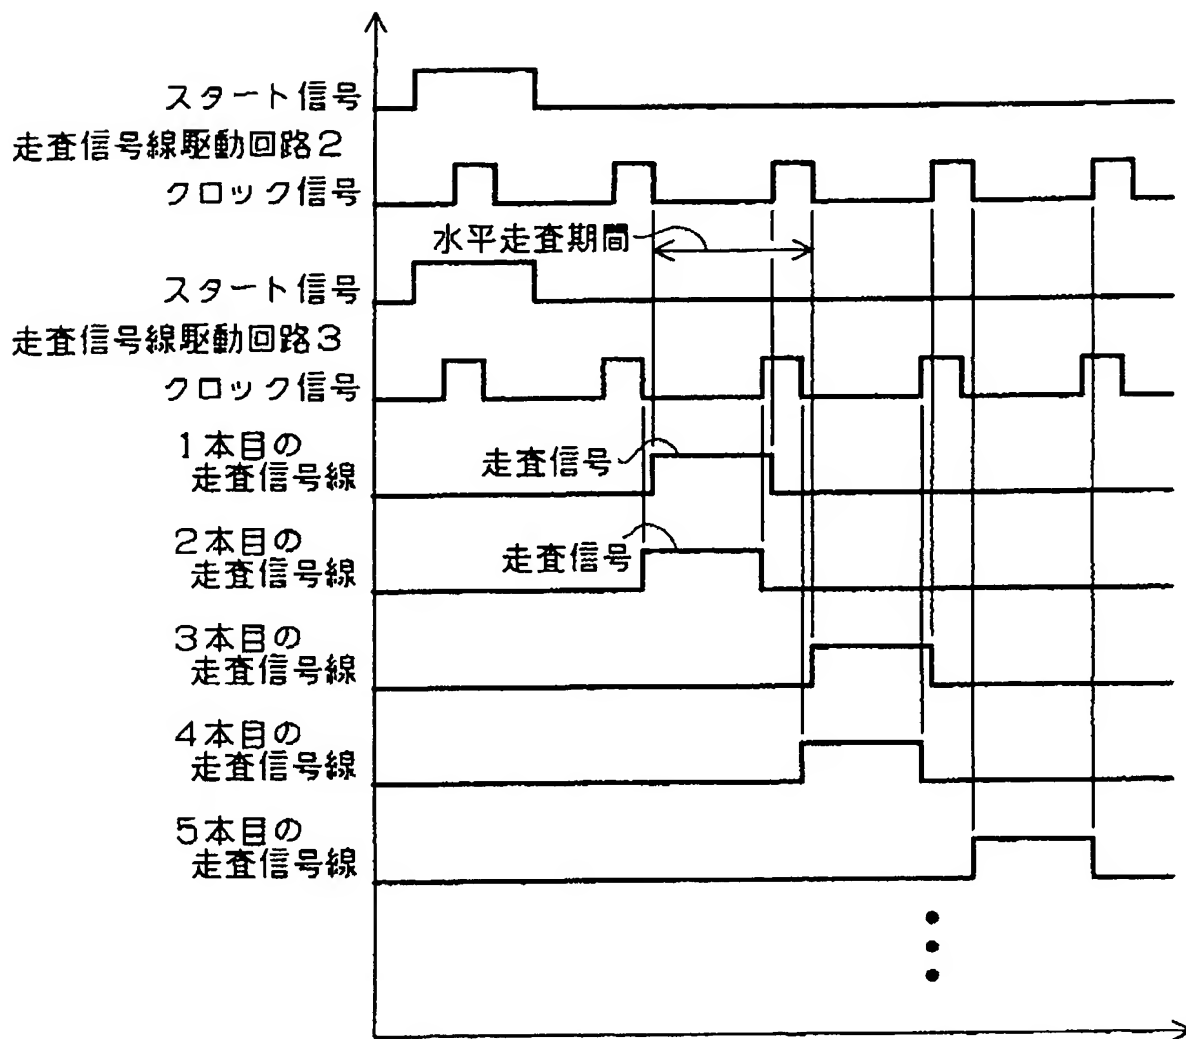 スタート信号
走査信号線駆動回路2
クロック信号
水平走査期間
スタート信号
走査信号線駆動回路3
クロック信号
1本目の
走査信号線
走査信号
2本目の
走査信号線
走査信号
3本目の
走査信号線
4本目の
走査信号線
5本目の
走査信号線